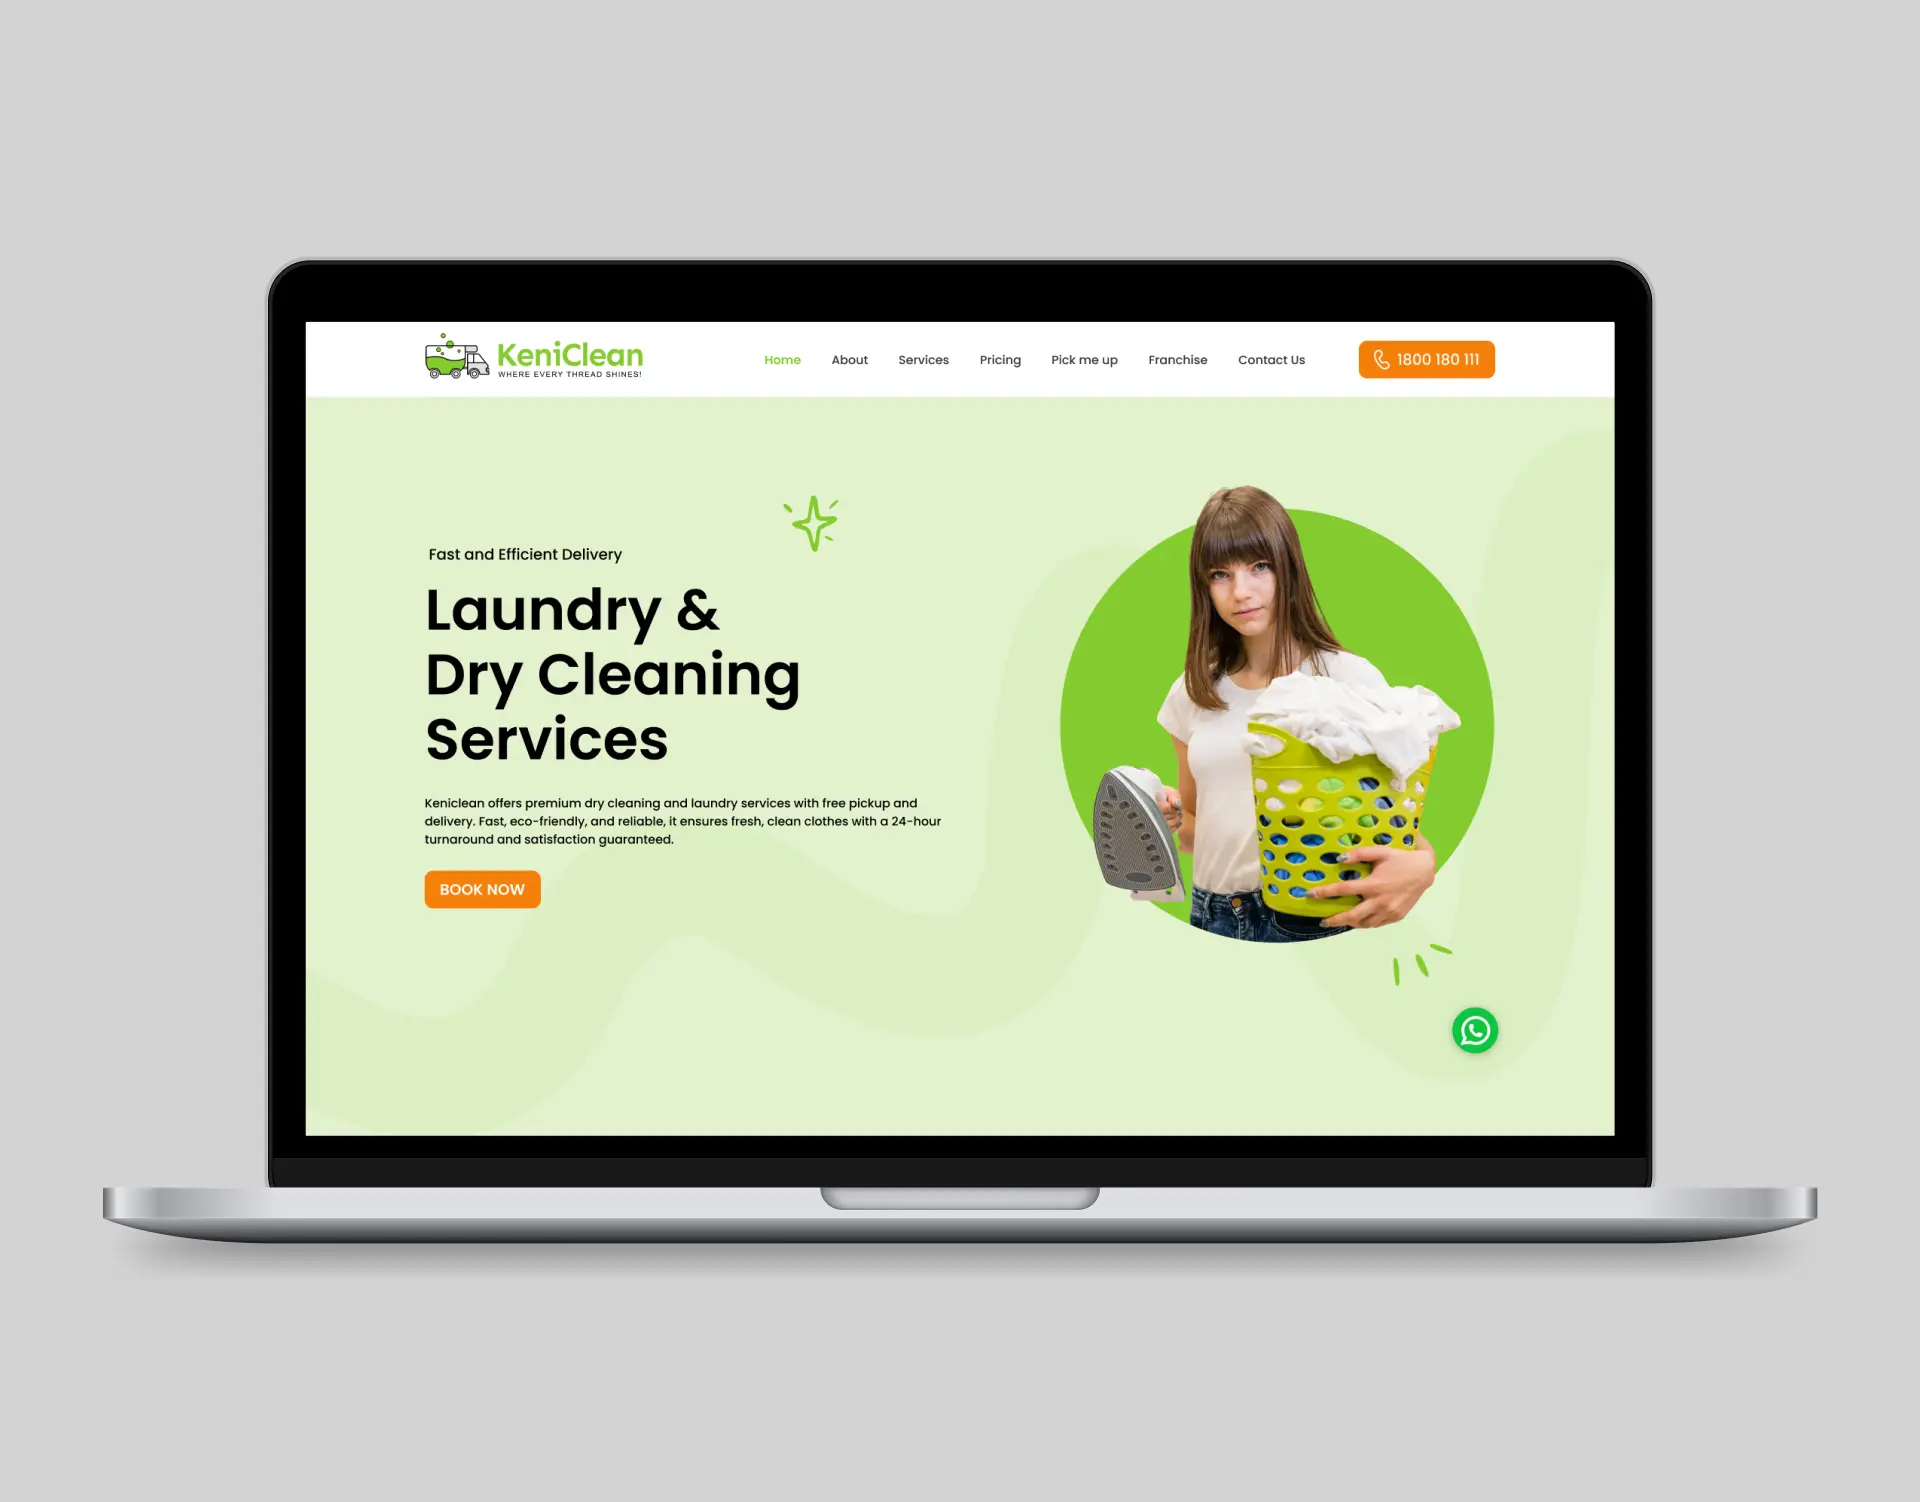 KeniClean
WHERE EVERY THREAD SHINES!
Home
About
Services
Pricing
Pick me up
Franchise
Contact Us
1800 180 111
Fast and Efficient Delivery
Laundry &
Dry Cleaning
Services
Keniclean offers premium dry cleaning and laundry services with free pickup and
delivery. Fast, eco-friendly, and reliable, it ensures fresh, clean clothes with a 24-hour
turnaround and satisfaction guaranteed.
BOOK NOW